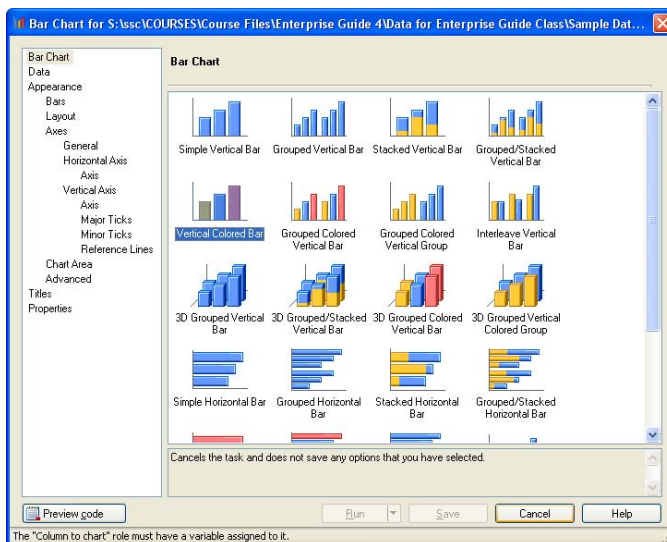 Bar Chart for S:\ssc\COURSES\Course Files\Enterprise Guide 4\Data for Enterprise Guide Class\Sample Dat...
Bar Chart
Data
Appearance
Bars
Layout
Axes
General
Horizontal Axis
Axis
Vertical Axis
Axis
Major Ticks
Minor Ticks
Reference Lines
Chart Area
Advanced
Titles
Properties
Bar Chart
Simple Vertical Bar
Grouped Vertical Bar
Stacked Vertical Bar
Grouped/Stacked
Vertical Bar
Vertical Colored Bar
Grouped Colored
Vertical Bar
Grouped Colored
Vertical Group
Interleave Vertical
Bar
3D Grouped Vertical
Bar
3D Grouped/Stacked
Vertical Bar
3D Grouped Colored
Vertical Bar
3D Grouped Vertical
Colored Group
Simple Horizontal Bar
Grouped Horizontal
Bar
Stacked Horizontal
Bar
Grouped/Stacked
Horizontal Bar
Cancels the task and does not save any options that you have selected.
Preview code
Run
Save
Cancel
Help
The "Column to chart" role must have a variable assigned to it.